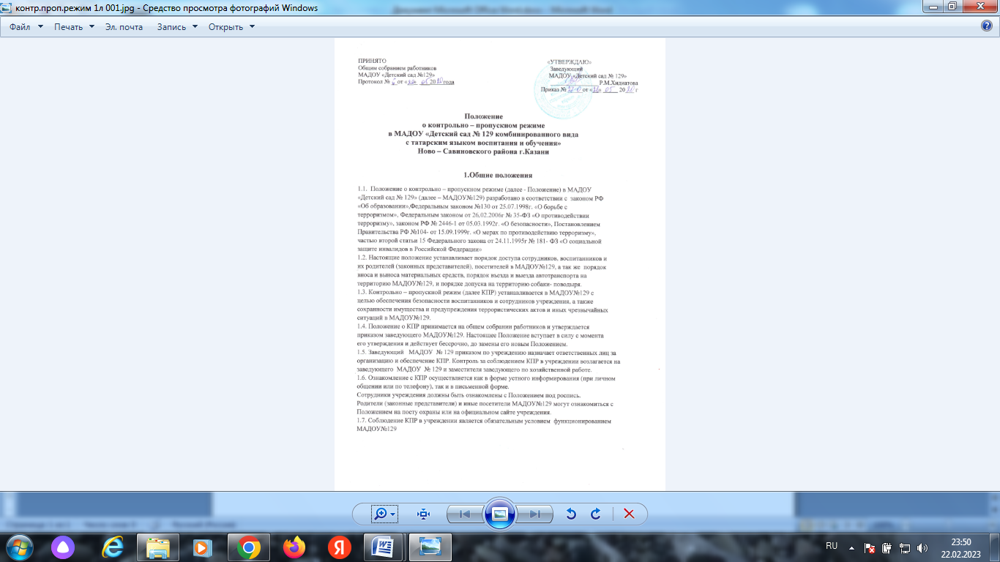 контр.проп.режим 1л 001.jpg - Средство просмотра фотографий Windows
Файл Печать Эл. почта Запись Открыть
ПРИНЯТО
Общим собранием работников
МАДОУ «Детский сад №129»
Протокол № от « 05 20 года
«УТВЕРЖДАЮ»
Заведующий
МАДОУ «Детский сад № 129»
Р.М.Хидиатова
Приказ № от « 05 20 г
Положение
о контрольно – пропускном режиме
в МАДОУ «Детский сад № 129 комбинированного вида
с татарским языком воспитания и обучения»
Ново – Савиновского района г.Казани
1.Общие положения
1.1. Положение о контрольно – пропускном режиме (далее - Положение) в МАДОУ
«Детский сад № 129» (далее – МАДОУ№129) разработано в соответствии с законом РФ
«Об образовании»,Федеральным законом №130 от 25.07.1998г. «О борьбе с
терроризмом», Федеральным законом от 26.02.2006г № 35-ФЗ «О противодействии
терроризму», законом РФ № 2446-1 от 05.03.1992г. «О безопасности», Постановлением
Правительства РФ №104- от 15.09.1999г. «О мерах по противодействию терроризму»,
частью второй статьи 15 Федерального закона от 24.11.1995г № 181- ФЗ «О социальной
защите инвалидов в Российской Федерации»
1.2. Настоящие положение устанавливает порядок доступа сотрудников, воспитанников и
их родителей (законных представителей), посетителей в МАДОУ№129, а так же порядок
вноса и выноса материальных средств, порядок въезда и выезда автотранспорта на
территорию МАДОУ№129, и порядке допуска на территорию собаки- поводыря.
1.3. Контрольно – пропускной режим (далее КПР) устанавливается в МАДОУ№129 с
целью обеспечения безопасности воспитанников и сотрудников учреждения, а также
сохранности имущества и предупреждения террористических актов и иных чрезвычайных
ситуаций в МАДОУ№129.
1.4. Положение о КПР принимается на общем собрании работников и утверждается
приказом заведующего МАДОУ№129. Настоящее Положение вступает в силу с момента
его утверждения и действует бессрочно, до замены его новым Положением.
1.5. Заведующий МАДОУ № 129 приказом по учреждению назначает ответственных лиц за
организацию и обеспечение КПР. Контроль за соблюдением КПР в учреждении возлагается на
заведующего МАДОУ № 129 и заместителя заведующего по хозяйственной работе.
1.6. Ознакомление с КПР осуществляется как в форме устного информирования (при личном
общении или по телефону), так и в письменной форме.
Сотрудники учреждения должны быть ознакомлены с Положением под роспись.
Родители (законные представители) и иные посетители МАДОУ№129 могут ознакомиться с
Положением на посту охраны или на официальном сайте учреждения.
1.7. Соблюдение КПР в учреждении является обязательным условием функционированием
МАДОУ№129
RU
23:50
22.02.2023